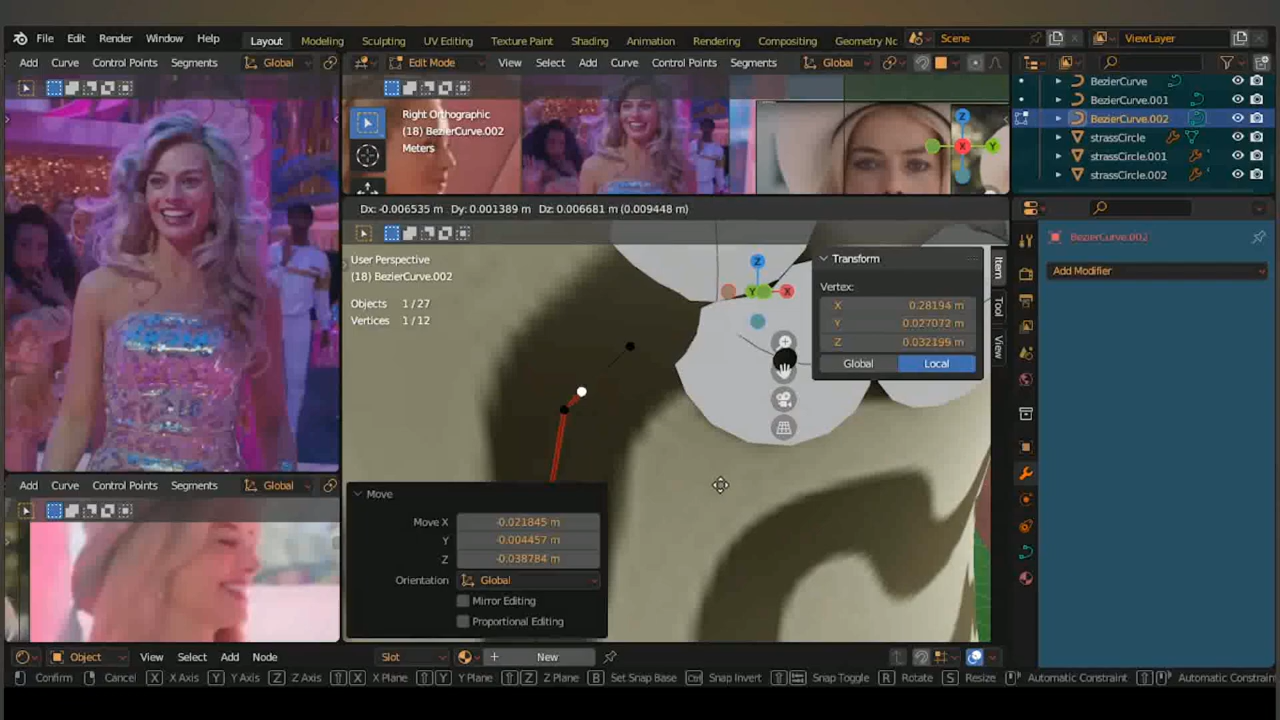 File Edit Render Window Help Layout Modeling Sculpting UV Editing Texture Paint Shading Animation Rendering Compositing Geometry Nc Scene ViewLayer
Add Curve Control Points Segments Global
Edit Mode View Select Add Curve Control Points Segments Global
BezierCurve
BezierCurve.001
BezierCurve.002
strassCircle
strassCircle.001
strassCircle.002
Right Orthographic
(18) BezierCurve.002
Meters
Z
Y
X
Dx: -0.006535 m Dy: 0.001389 m Dz: 0.006681 m (0.009448 m)
BezierCurve.002
Add Modifier
User Perspective
(18) BezierCurve.002
Objects 1/27
Vertices 1/12
Z
Y
X
Transform
Vertex:
X 0.28194 m
Y 0.027072 m
Z 0.032199 m
Global Local
Item
Tool
View
Add Curve Control Points Segments Global
Move
Move X -0.021845 m
Y -0.004457 m
Z -0.038784 m
Orientation Global
Mirror Editing
Proportional Editing
Object View Select Add Node Slot New
Confirm Cancel X X Axis Y Y Axis Z Z Axis X X Plane Y Y Plane Z Z Plane B Set Snap Base Ctrl Snap Invert Snap Toggle R Rotate S Resize Automatic Constraint Automatic Constrain